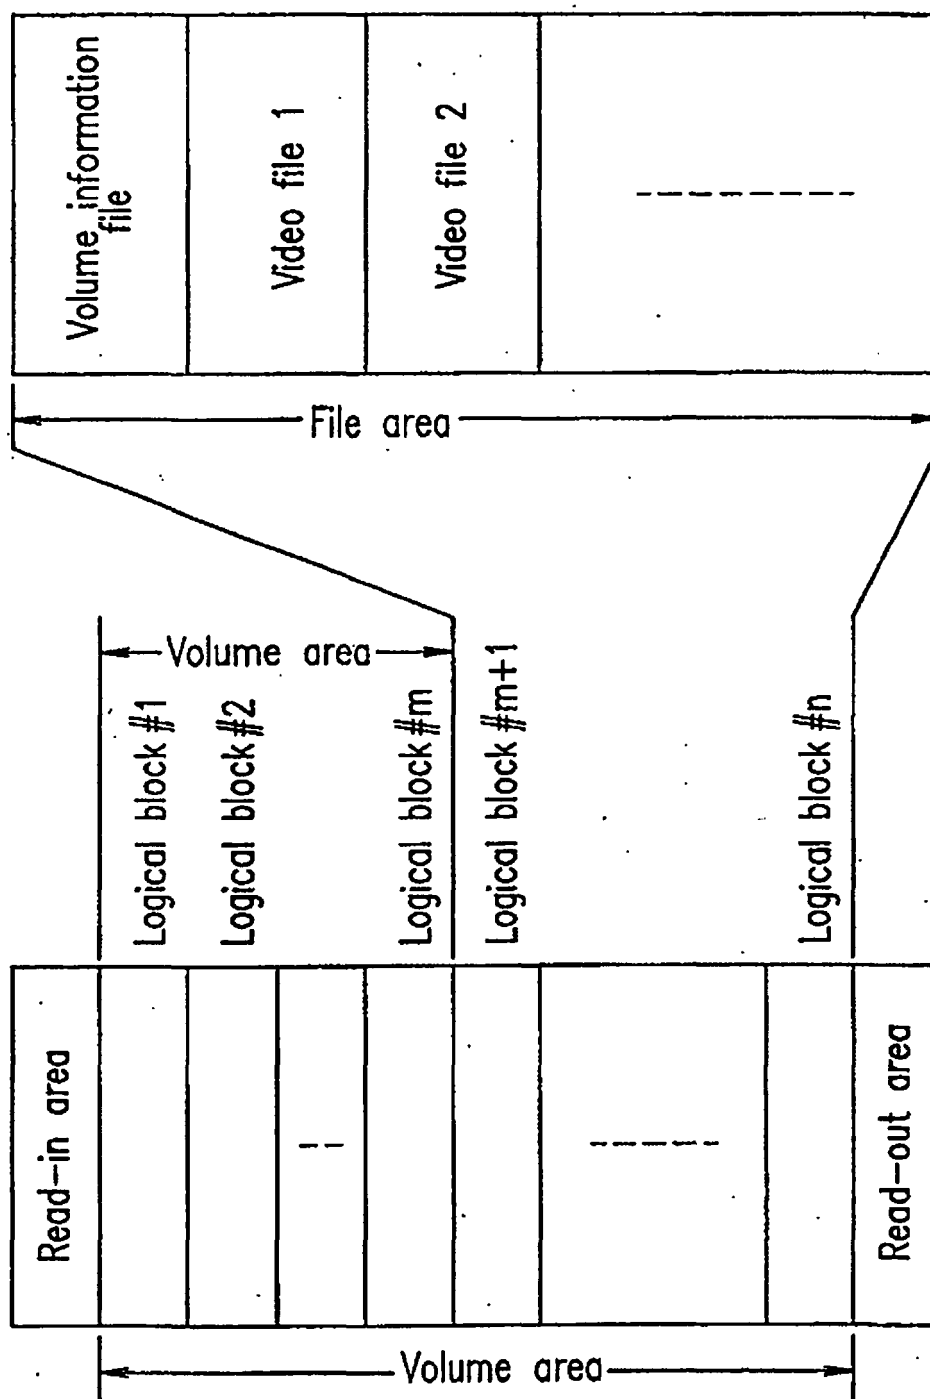 Volume information
file
Video file 1
Video file 2
File area
Volume area
Logical block #1
Logical block #2
Logical block #m
Logical block #m+1
Logical block #n
Read-in area
Read-out area
Volume area